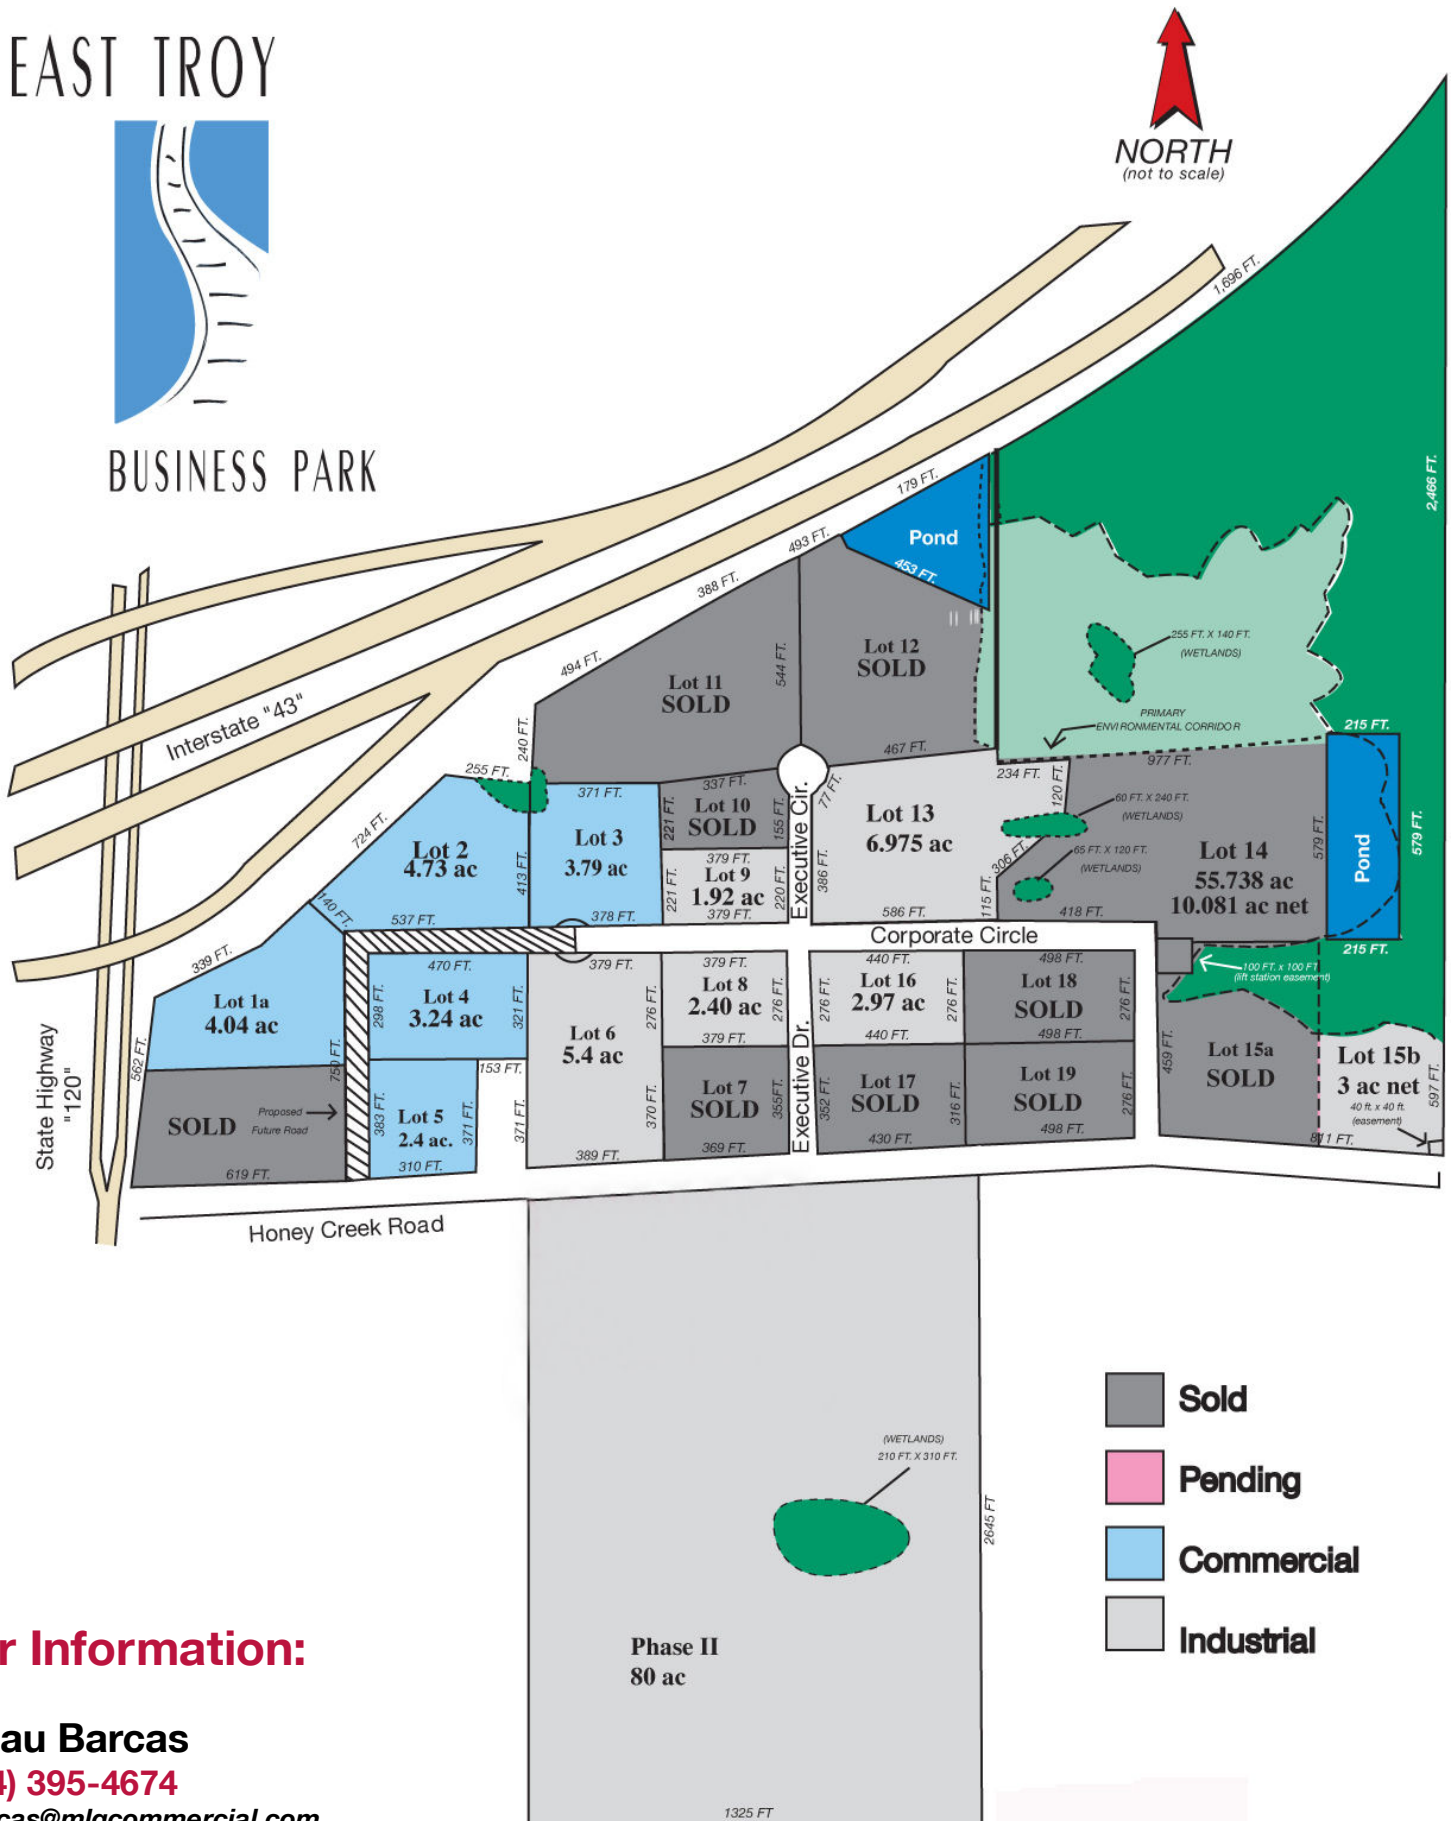 EAST TROY
BUSINESS PARK
NORTH
(not to scale)
1,696 FT.
2,466 FT.
179 FT.
Pond
453 FT.
493 FT.
388 FT.
494 FT.
Interstate "43"
State Highway
"120"
255 FT. X 140 FT.
(WETLANDS)
PRIMARY
ENVIRONMENTAL CORRIDOR
Lot 12
SOLD
544 FT.
467 FT.
Lot 11
SOLD
240 FT.
255 FT.
371 FT.
337 FT.
Lot 10
SOLD
221 FT.
155 FT.
77 FT.
Executive Cir.
Lot 13
6.975 ac
234 FT.
120 FT.
977 FT.
215 FT.
60 FT. X 240 FT.
(WETLANDS)
65 FT. X 120 FT.
(WETLANDS)
306 FT.
115 FT.
386 FT.
586 FT.
418 FT.
Lot 14
55.738 ac
10.081 ac net
579 FT.
Pond
579 FT.
215 FT.
724 FT.
Lot 2
4.73 ac
413 FT.
537 FT.
140 FT.
Lot 3
3.79 ac
378 FT.
379 FT.
Lot 9
1.92 ac
221 FT.
220 FT.
379 FT.
Corporate Circle
339 FT.
Lot 1a
4.04 ac
562 FT.
750 FT.
SOLD
Proposed
Future Road
619 FT.
470 FT.
Lot 4
3.24 ac
298 FT.
321 FT.
153 FT.
Lot 5
2.4 ac.
383 FT.
371 FT.
310 FT.
371 FT.
379 FT.
Lot 6
5.4 ac
276 FT.
370 FT.
389 FT.
379 FT.
Lot 8
2.40 ac
276 FT.
379 FT.
Lot 7
SOLD
355FT.
369 FT.
Executive Dr.
440 FT.
Lot 16
2.97 ac
276 FT.
276 FT.
440 FT.
Lot 17
SOLD
352 FT.
316 FT.
430 FT.
498 FT.
Lot 18
SOLD
276 FT.
498 FT.
Lot 19
SOLD
276 FT.
498 FT.
100 FT. x 100 FT.
(lift station easement)
459 FT.
Lot 15a
SOLD
811 FT.
Lot 15b
3 ac net
40 ft. x 40 ft.
(easement)
597 FT.
Honey Creek Road
(WETLANDS)
210 FT. X 310 FT.
2645 FT
Phase II
80 ac
1325 FT
Sold
Pending
Commercial
Industrial
r Information:
au Barcas
4) 395-4674
cas@mlgcommercial.com